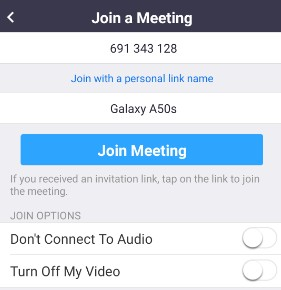 Join a Meeting
691 343 128
Join with a personal link name
Galaxy A50s
Join Meeting
If you received an invitation link, tap on the link to join
the meeting.
JOIN OPTIONS
Don't Connect To Audio
Turn Off My Video